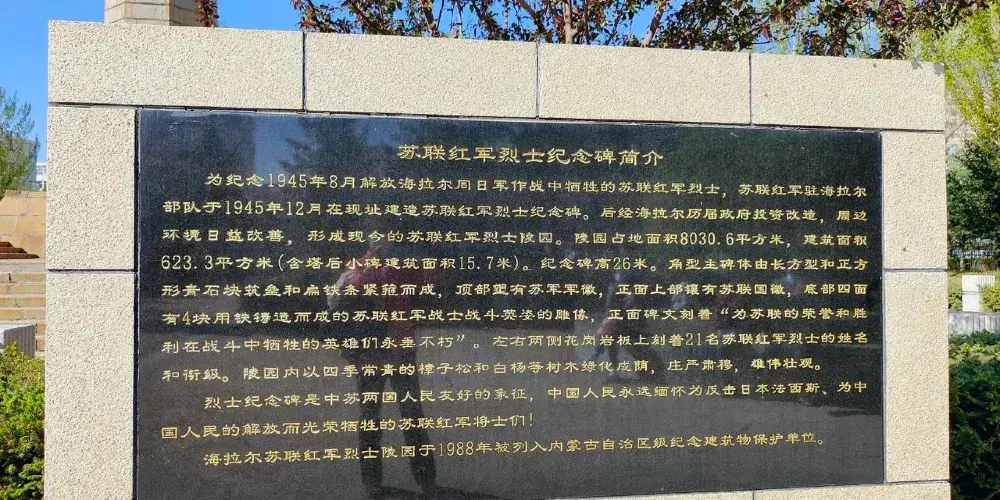 苏联红军烈士纪念碑简介
为纪念1945年8月解放海拉尔周日军作战中牺牲的苏联红军烈士，苏联红军驻海拉尔
部队于1945年12月在现址建造苏联红军烈士纪念碑。后经海拉尔历届政府投资改造，周边
环境日益改善，形成现今的苏联红军烈士陵园。陵园占地面积8030.6平方米，建筑面积
623.3平方米(含塔后小碑建筑面积15.7米)。纪念碑高26米。角型主碑体由长方型和正方
形青石块筑垒和扁铁条紧箍而成，顶部塑有苏军军徽，正面上部镶有苏联国徽，底部四面
有4块用铁铸造而成的苏联红军战士战斗英姿的雕像，正面碑文刻着“为苏联的荣誉和胜
利在战斗中牺牲的英雄们永垂不朽”。左右两侧花岗岩板上刻着21名苏联红军烈士的姓名
和衔级。陵园内以四季常青的樟子松和白杨等树木绿化成荫，庄严肃穆，雄伟壮观。
烈士纪念碑是中苏两国人民友好的象征，中国人民永远缅怀为反击日本法西斯、为中
国人民的解放而光荣牺牲的苏联红军将士们！
海拉尔苏联红军烈士陵园于1988年被列入内蒙古自治区级纪念建筑物保护单位。